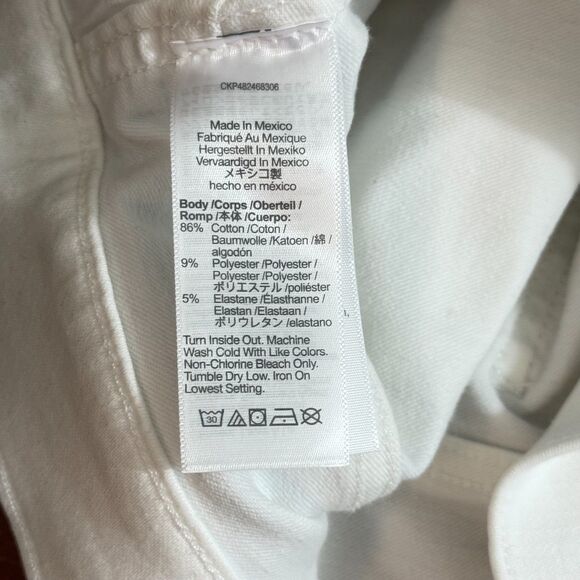 CKP482468306
Made In Mexico
Fabriqué Au Mexique
Hergestellt In Mexiko
Vervaardigd In Mexico
メキシコ製
hecho en méxico
Body /Corps /Oberteil /
Romp /本体 /Cuerpo:
86% Cotton /Coton /
Baumwolle /Katoen /綿 /
algodón
9% Polyester /Polyester /
Polyester /Polyester /
ポリエステル /poliéster
5% Elastane /Élasthanne /
Elastan /Elastaan /
ポリウレタン /elastano
Turn Inside Out. Machine
Wash Cold With Like Colors.
Non-Chlorine Bleach Only.
Tumble Dry Low. Iron On
Lowest Setting.
30